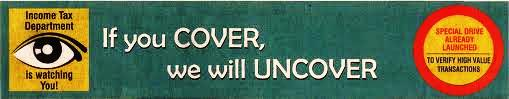 Income Tax
Department
is watching
You!
If you COVER,
we will UNCOVER
SPECIAL DRIVE
ALREADY
LAUNCHED
TO VERIFY HIGH VALUE
TRANSACTIONS